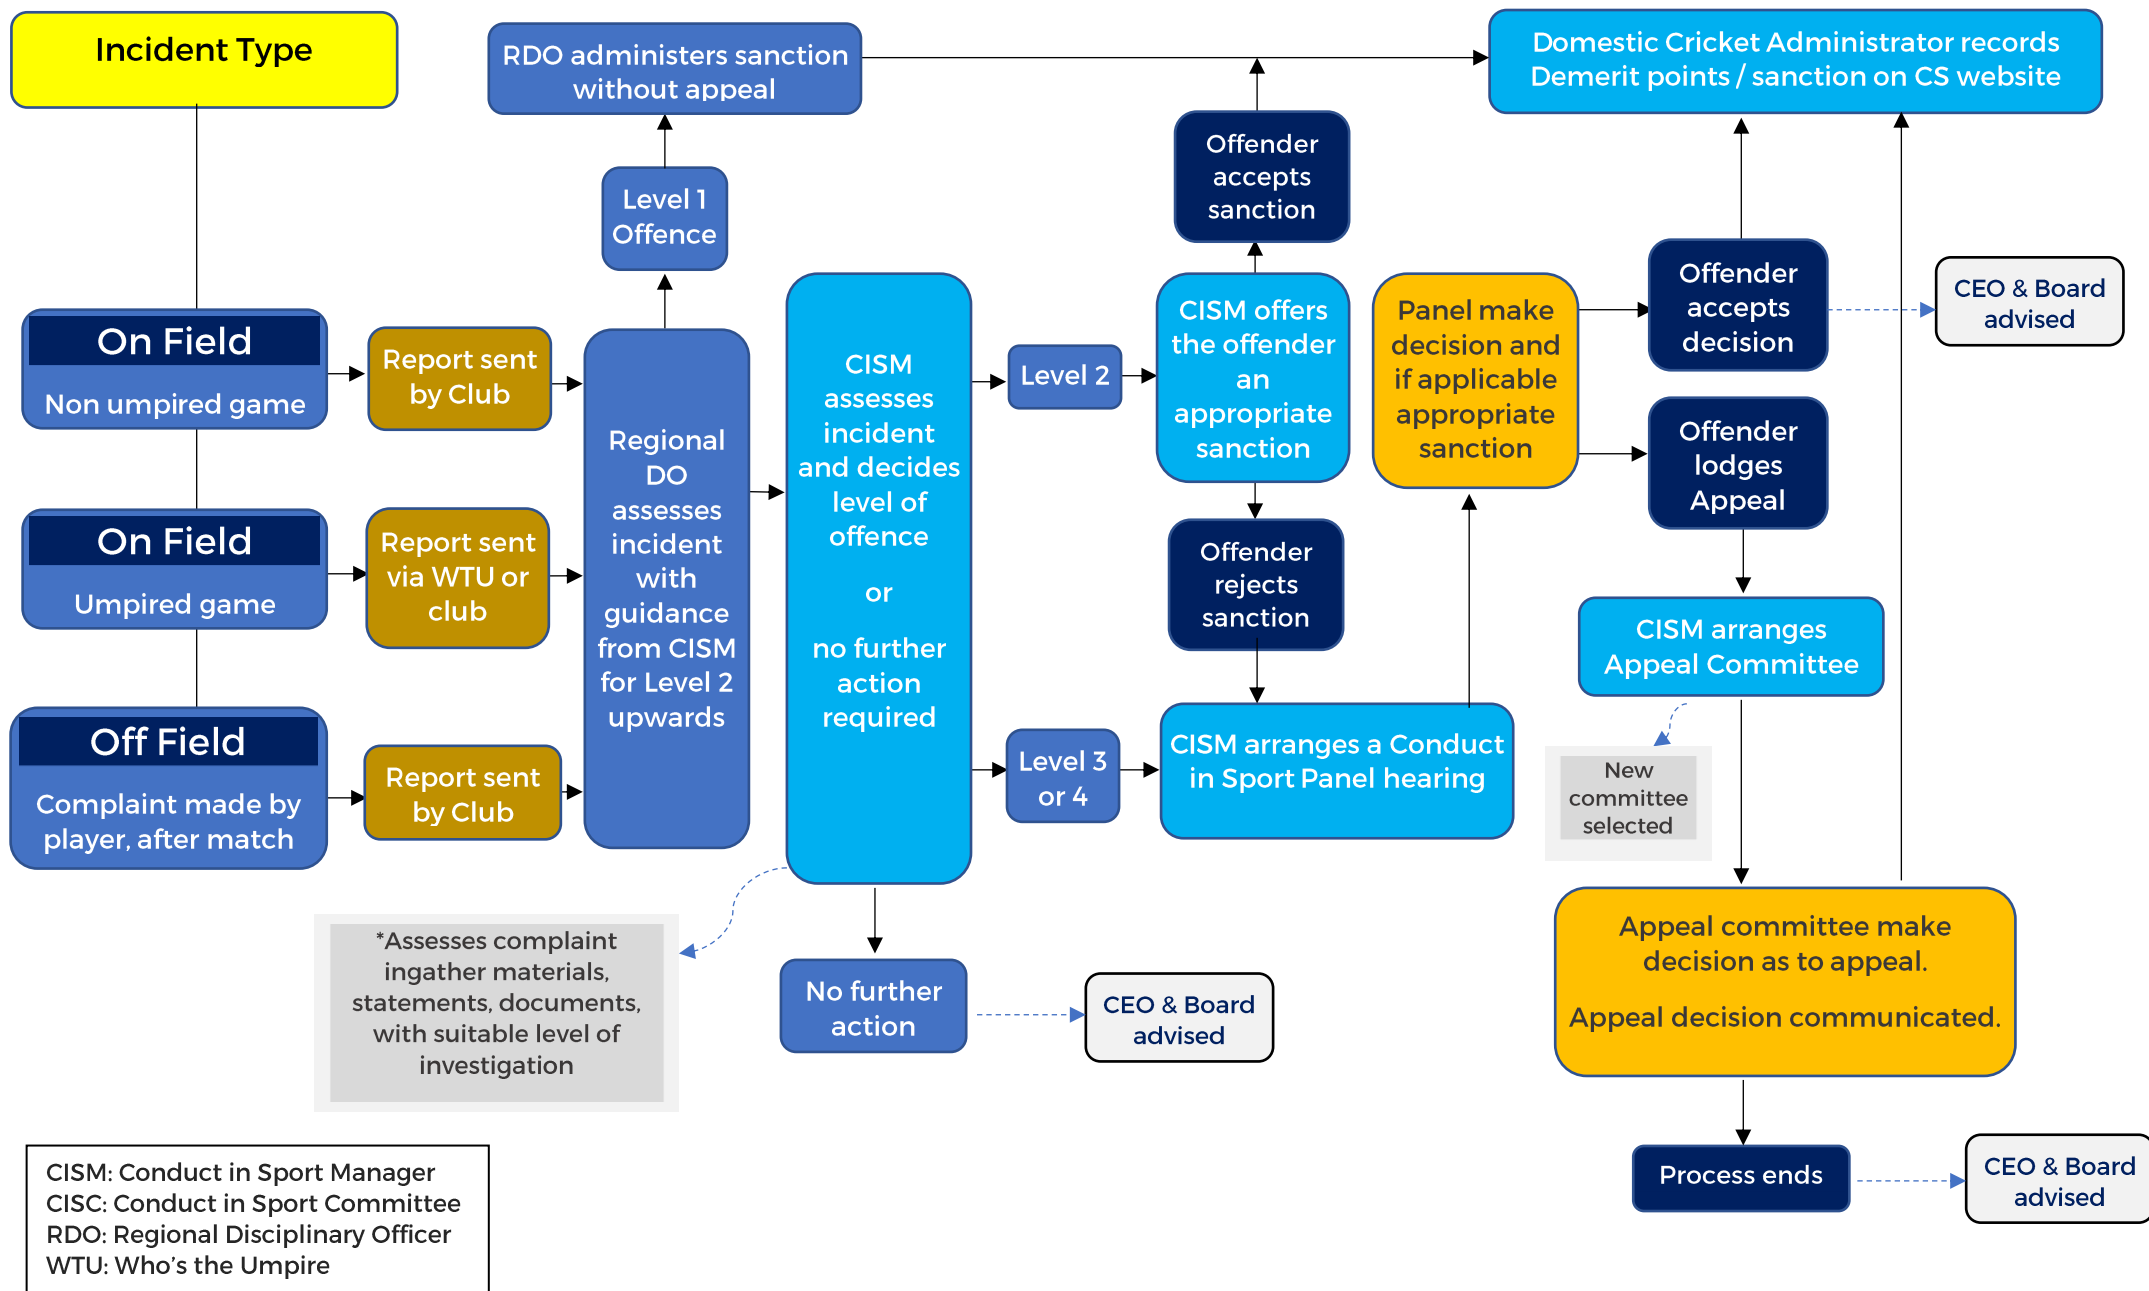 Incident Type
RDO administers sanction
without appeal
Domestic Cricket Administrator records
Demerit points / sanction on CS website
Level 1
Offence
Offender
accepts
sanction
On Field
Non umpired game
Report sent
by Club
On Field
Umpired game
Report sent
via WTU or
club
Off Field
Complaint made by
player, after match
Report sent
by Club
Regional
DO
assesses
incident
with
guidance
from CISM
for Level 2
upwards
CISM
assesses
incident
and decides
level of
offence
or
no further
action
required
Level 2
CISM offers
the offender
an
appropriate
sanction
Offender
rejects
sanction
Level 3
or 4
CISM arranges a Conduct
in Sport Panel hearing
Panel make
decision and
if applicable
appropriate
sanction
Offender
accepts
decision
CEO & Board
advised
Offender
lodges
Appeal
CISM arranges
Appeal Committee
New
committee
selected
Appeal committee make
decision as to appeal.
Appeal decision communicated.
Process ends
CEO & Board
advised
*Assesses complaint
ingather materials,
statements, documents,
with suitable level of
investigation
No further
action
CEO & Board
advised
CISM: Conduct in Sport Manager
CISC: Conduct in Sport Committee
RDO: Regional Disciplinary Officer
WTU: Who's the Umpire